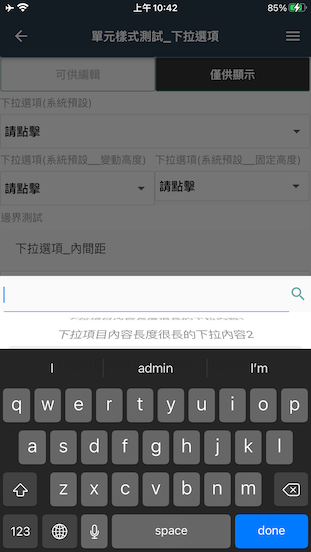 上午10:42
85%
單元樣式測試_下拉選項
可供編輯
僅供顯示
下拉選項(系統預設)
請點擊
下拉選項(系統預設__變動高度) 下拉選項(系統預設__固定高度)
請點擊 請點擊
邊界測試
下拉選項_內間距
下拉項目內容長度很長的下拉內容2
I admin I'm
q w e r t y u i o p
a s d f g h j k l
z x c v b n m
123 space done